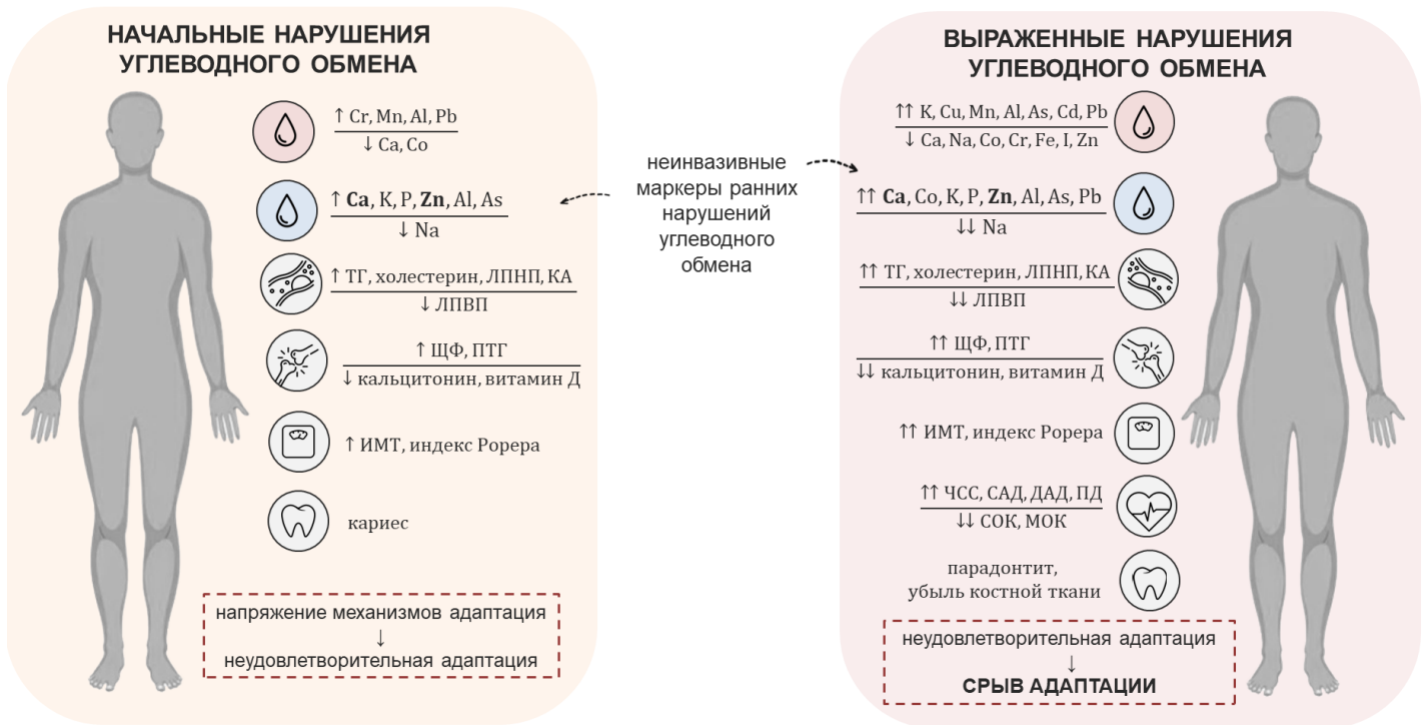 НАЧАЛЬНЫЕ НАРУШЕНИЯ
УГЛЕВОДНОГО ОБМЕНА
↑ Cr, Mn, Al, Pb
↓ Ca, Co
↑ Ca, K, P, Zn, Al, As
↓ Na
↑ ТГ, холестерин, ЛПНП, КА
↓ ЛПВП
↑ ЩФ, ПТГ
↓ кальцитонин, витамин Д
↑ ИМТ, индекс Рорера
кариес
напряжение механизмов адаптация
↓
неудовлетворительная адаптация
неинвазивные
маркеры ранних
нарушений
углеводного
обмена
ВЫРАЖЕННЫЕ НАРУШЕНИЯ
УГЛЕВОДНОГО ОБМЕНА
↑↑ K, Cu, Mn, Al, As, Cd, Pb
↓ Ca, Na, Co, Cr, Fe, I, Zn
↑↑ Ca, Co, K, P, Zn, Al, As, Pb
↓↓ Na
↑↑ ТГ, холестерин, ЛПНП, КА
↓↓ ЛПВП
↑↑ ЩФ, ПТГ
↓↓ кальцитонин, витамин Д
↑↑ ИМТ, индекс Рорера
↑↑ ЧСС, САД, ДАД, ПД
↓↓ СОК, МОК
парадонтит,
убыль костной ткани
неудовлетворительная адаптация
↓
СРЫВ АДАПТАЦИИ